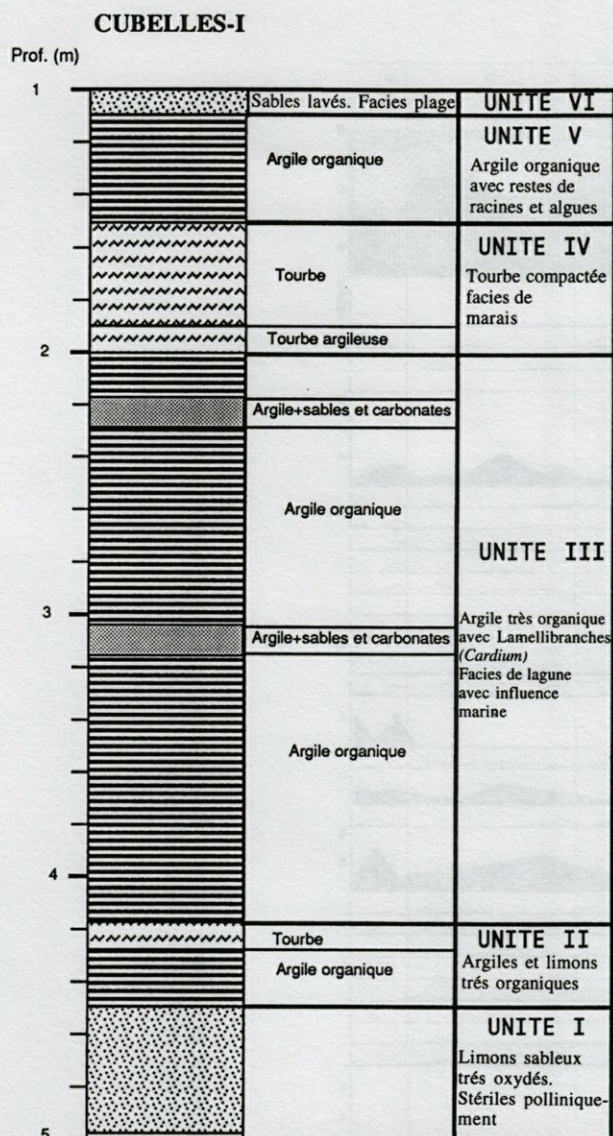 CUBELLES-I
Prof. (m)
1
Sables lavés. Facies plage
UNITE VI
Argile organique
UNITE V
Argile organique
avec restes de
racines et algues
Tourbe
Tourbe argileuse
UNITE IV
Tourbe compactée
facies de
marais
2
Argile+sables et carbonates
Argile organique
3
Argile+sables et carbonates
Argile organique
UNITE III
Argile très organique
avec Lamellibranches
(Cardium)
Facies de lagune
avec influence
marine
4
Tourbe
Argile organique
UNITE II
Argiles et limons
trés organiques
UNITE I
Limons sableux
trés oxydés.
Stériles pollinique-
ment
5